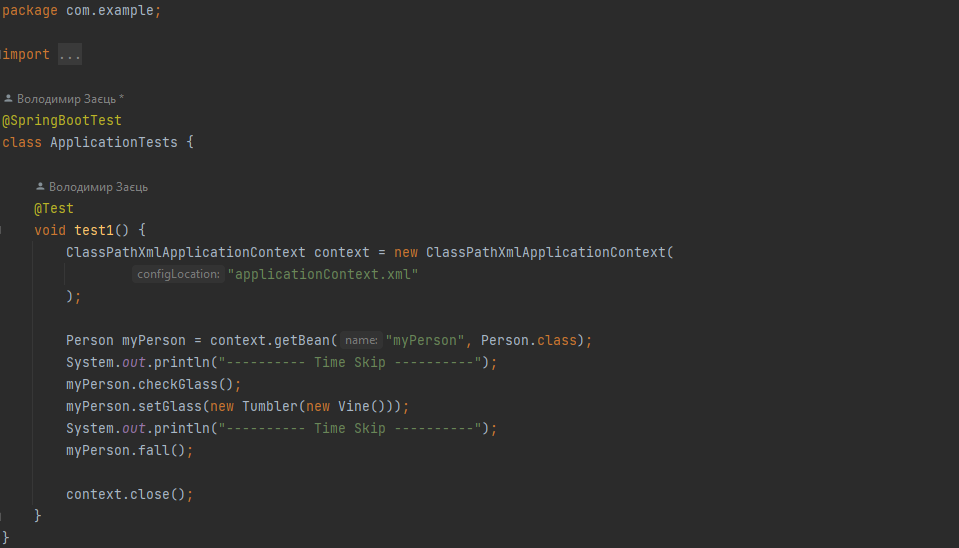 package com.example;
import ...
Володимир Заєць *
@SpringBootTest
class ApplicationTests {
Володимир Заєць
@Test
void test1() {
ClassPathXmlApplicationContext context = new ClassPathXmlApplicationContext(
configLocation: "applicationContext.xml"
);
Person myPerson = context.getBean( name: "myPerson", Person.class);
System.out.println("---------- Time Skip ----------");
myPerson.checkGlass();
myPerson.setGlass(new Tumbler(new Vine()));
System.out.println("---------- Time Skip ----------");
myPerson.fall();
context.close();
}
}